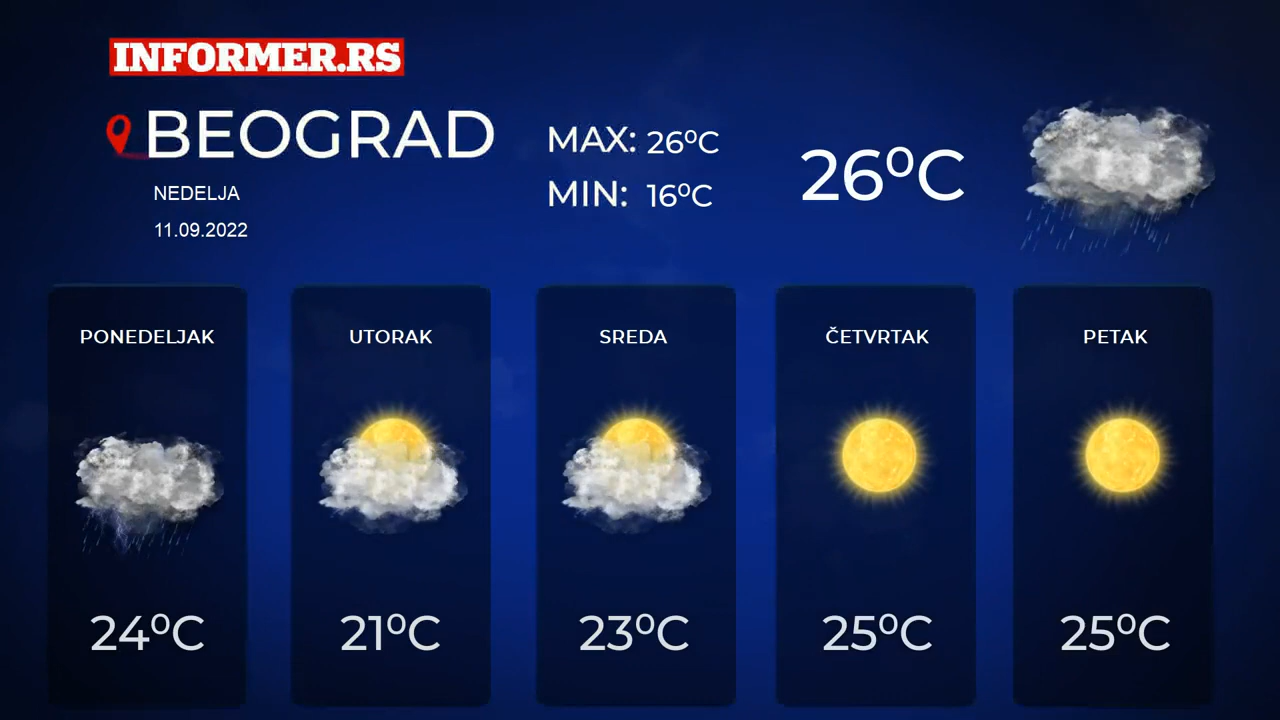 INFORMER.RS
BEOGRAD
NEDELJA
11.09.2022
MAX: 26ºC
MIN: 16ºC
26ºC
PONEDELJAK
24ºC
UTORAK
21ºC
SREDA
23ºC
ČETVRTAK
25ºC
PETAK
25ºC